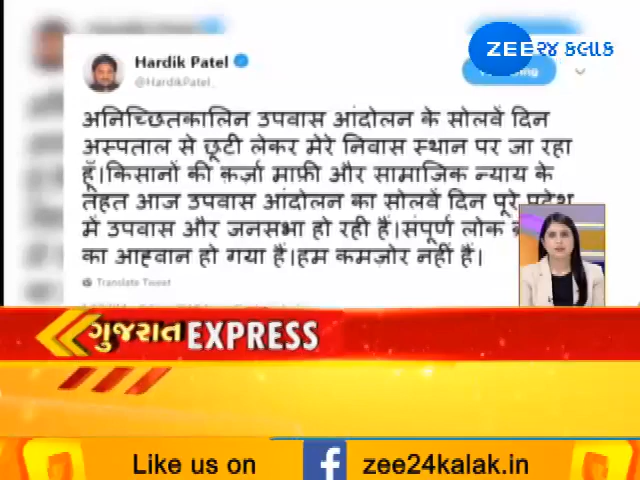 Hardik Patel
ZEE ૨૪ કલાક
@HardikPatel_
अनिच्छितकालिन उपवास आंदोलन के सोलवें दिन
अस्पताल से छूटी लेकर मेरे निवास स्थान पर जा रहा
हूँ।किसानों की क़र्ज़ा माफ़ी और सामाजिक न्याय के
तहत आज उपवास आंदोलन का सोलवें दिन पूरे प्रदेश
में उपवास और जनसभा हो रही हैं।संपूर्ण लोक
का आह्वान हो गया हैं।हम कमज़ोर नहीं हैं।
Translate Tweet
ગુજરાત EXPRESS
Like us on f zee24kalak.in